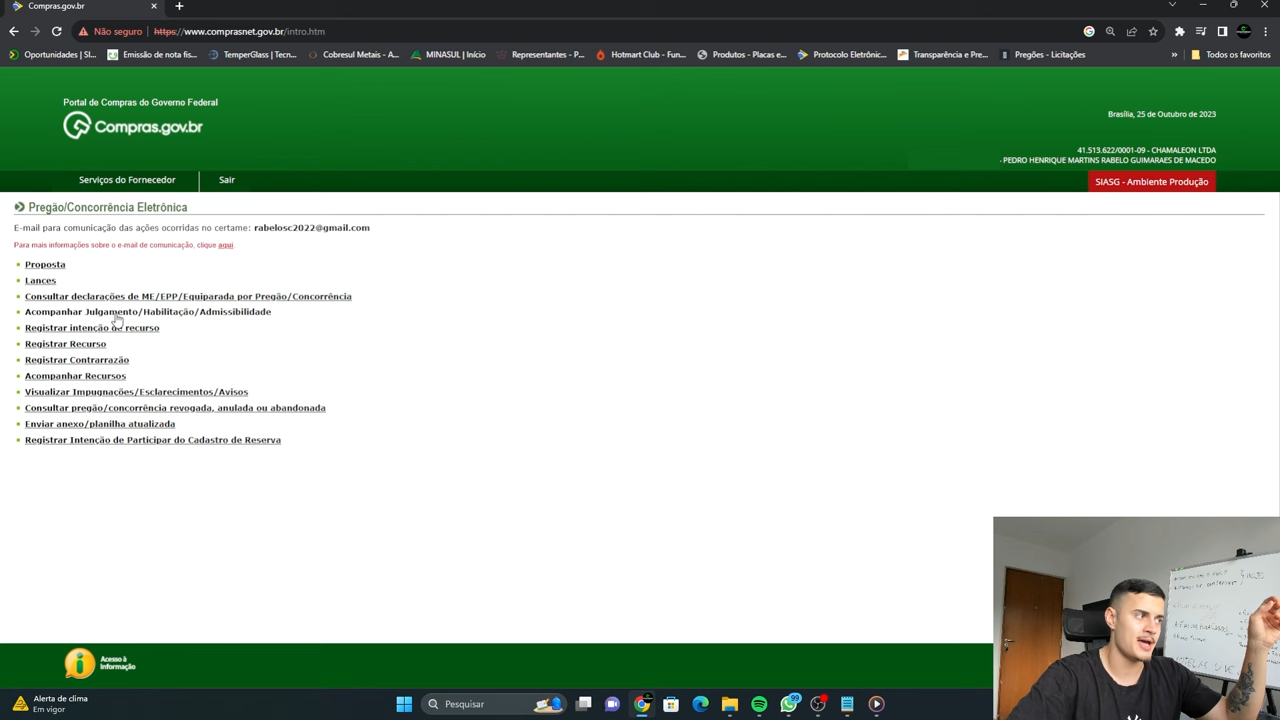 Compras.gov.br
Não seguro
https://www.comprasnet.gov.br/intro.htm
Oportunidades | SI...
Emissão de nota fis...
TemperGlass | Tecn...
Cobresul Metais - A...
MINASUL | Início
Representantes - P...
Hotmart Club - Fun...
Produtos - Placas e...
Protocolo Eletrônic...
Transparência e Pre...
Pregões - Licitações
»
Todos os favoritos
Portal de Compras do Governo Federal
Compras.gov.br
Brasília, 25 de Outubro de 2023
41.513.622/0001-09 - CHAMALEON LTDA
- PEDRO HENRIQUE MARTINS RABELO GUIMARAES DE MACEDO
Serviços do Fornecedor
Sair
SIASG - Ambiente Produção
Pregão/Concorrência Eletrônica
E-mail para comunicação das ações ocorridas no certame: rabelosc2022@gmail.com
Para mais informações sobre o e-mail de comunicação, clique aqui
Proposta
Lances
Consultar declarações de ME/EPP/Equiparada por Pregão/Concorrência
Acompanhar Julgamento/Habilitação/Admissibilidade
Registrar intenção de recurso
Registrar Recurso
Registrar Contrarrazão
Acompanhar Recursos
Visualizar Impugnações/Esclarecimentos/Avisos
Consultar pregão/concorrência revogada, anulada ou abandonada
Enviar anexo/planilha atualizada
Registrar Intenção de Participar do Cadastro de Reserva
Acesso à
Informação
Alerta de clima
Em vigor
Pesquisar
99